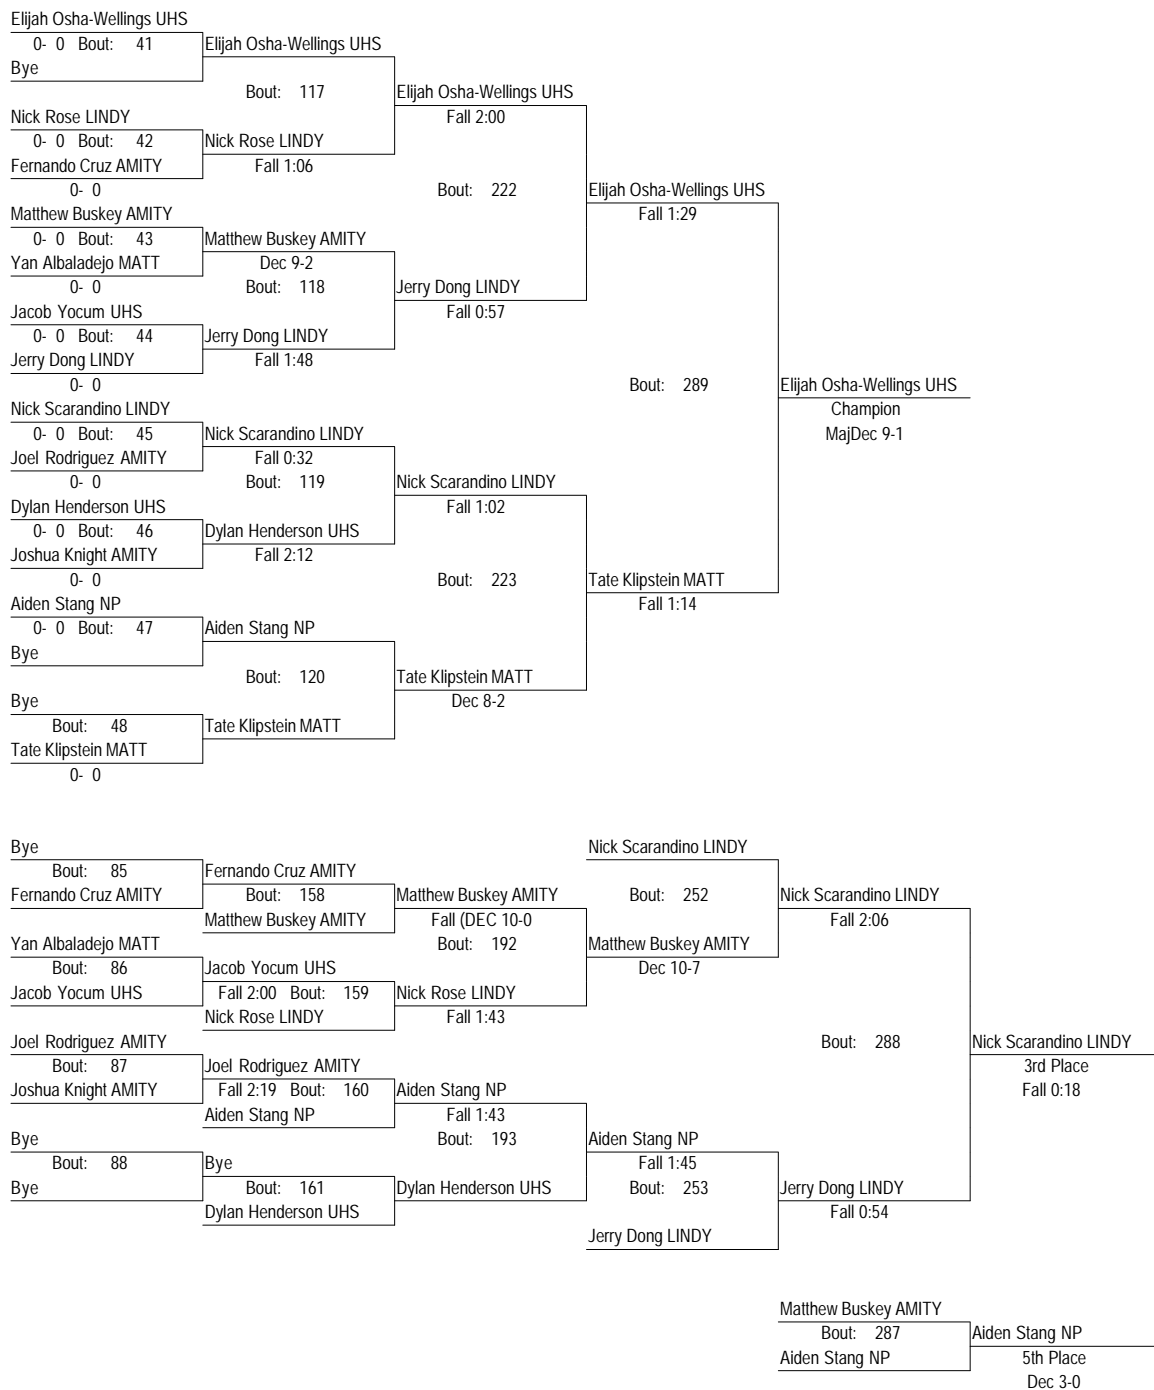 Elijah Osha-Wellings UHS
0- 0 Bout: 41
Elijah Osha-Wellings UHS
Bye
Bout: 117
Elijah Osha-Wellings UHS
Nick Rose LINDY
Fall 2:00
0- 0 Bout: 42
Nick Rose LINDY
Fernando Cruz AMITY
Fall 1:06
0- 0
Bout: 222
Elijah Osha-Wellings UHS
Matthew Buskey AMITY
Fall 1:29
0- 0 Bout: 43
Matthew Buskey AMITY
Yan Albaladejo MATT
Dec 9-2
0- 0
Bout: 118
Jerry Dong LINDY
Jacob Yocum UHS
Fall 0:57
0- 0 Bout: 44
Jerry Dong LINDY
Jerry Dong LINDY
Fall 1:48
0- 0
Bout: 289
Elijah Osha-Wellings UHS
Nick Scarandino LINDY
Champion
0- 0 Bout: 45
Nick Scarandino LINDY
MajDec 9-1
Joel Rodriguez AMITY
Fall 0:32
0- 0
Bout: 119
Nick Scarandino LINDY
Dylan Henderson UHS
Fall 1:02
0- 0 Bout: 46
Dylan Henderson UHS
Joshua Knight AMITY
Fall 2:12
0- 0
Bout: 223
Tate Klipstein MATT
Aiden Stang NP
Fall 1:14
0- 0 Bout: 47
Aiden Stang NP
Bye
Bout: 120
Tate Klipstein MATT
Bye
Dec 8-2
Bout: 48
Tate Klipstein MATT
Tate Klipstein MATT
0- 0
Bye
Nick Scarandino LINDY
Bout: 85
Fernando Cruz AMITY
Fernando Cruz AMITY
Bout: 158
Matthew Buskey AMITY
Bout: 252
Nick Scarandino LINDY
Matthew Buskey AMITY
Fall (DEC 10-0
Fall 2:06
Yan Albaladejo MATT
Bout: 192
Matthew Buskey AMITY
Bout: 86
Jacob Yocum UHS
Dec 10-7
Jacob Yocum UHS
Fall 2:00 Bout: 159
Nick Rose LINDY
Nick Rose LINDY
Fall 1:43
Joel Rodriguez AMITY
Bout: 288
Nick Scarandino LINDY
Bout: 87
Joel Rodriguez AMITY
3rd Place
Joshua Knight AMITY
Fall 2:19 Bout: 160
Aiden Stang NP
Fall 0:18
Aiden Stang NP
Fall 1:43
Bye
Bout: 193
Aiden Stang NP
Bout: 88
Bye
Fall 1:45
Bye
Bout: 161
Dylan Henderson UHS
Bout: 253
Jerry Dong LINDY
Dylan Henderson UHS
Fall 0:54
Jerry Dong LINDY
Matthew Buskey AMITY
Bout: 287
Aiden Stang NP
Aiden Stang NP
5th Place
Dec 3-0